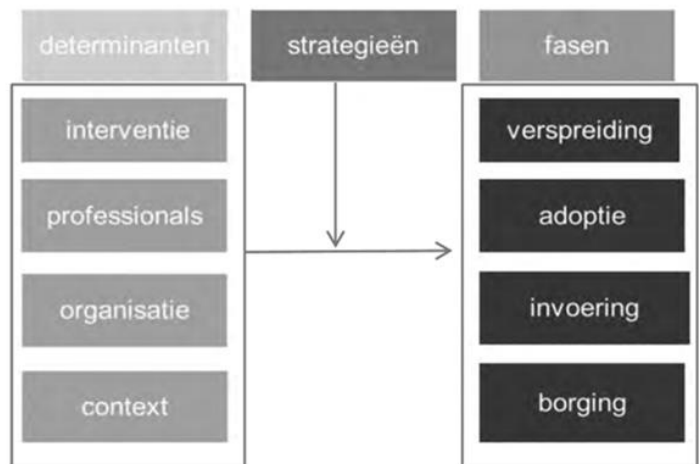 determinanten
strategieën
fasen
interventie
professionals
organisatie
context
verspreiding
adoptie
invoering
borging